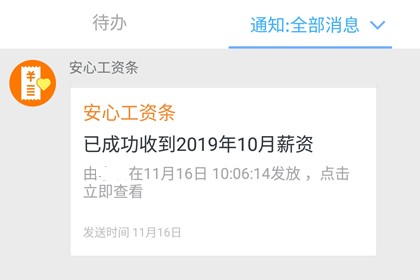 待办
通知:全部消息
安心工资条
安心工资条
已成功收到2019年10月薪资
由 在11月16日 10:06:14发放，点击
立即查看
发送时间 11月16日